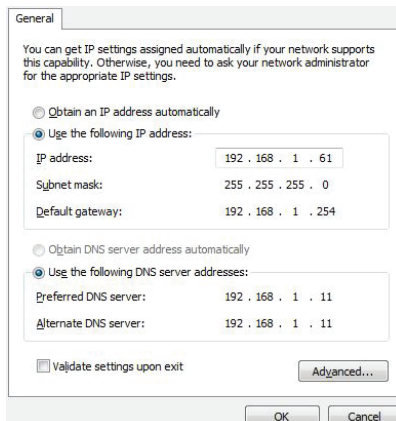 General
You can get IP settings assigned automatically if your network supports
this capability. Otherwise, you need to ask your network administrator
for the appropriate IP settings.
Obtain an IP address automatically
Use the following IP address:
IP address: 192 . 168 . 1 . 61
Subnet mask: 255 . 255 . 255 . 0
Default gateway: 192 . 168 . 1 . 254
Obtain DNS server address automatically
Use the following DNS server addresses:
Preferred DNS server: 192 . 168 . 1 . 11
Alternate DNS server: 192 . 168 . 1 . 11
Validate settings upon exit
Advanced...
OK Cancel